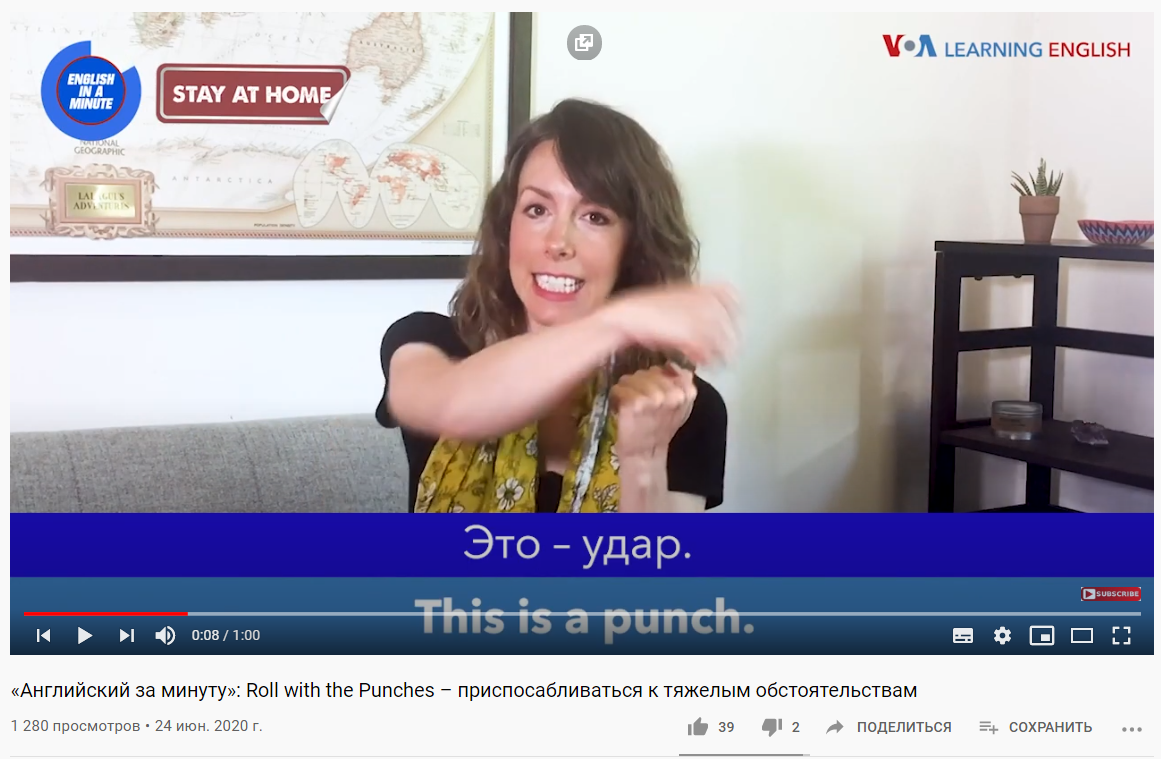 ENGLISH
IN A
MINUTE
STAY AT HOME
VOA LEARNING ENGLISH
NATIONAL
GEOGRAPHIC
ANTARCTICA
ADVENTURES
Это – удар.
This is a punch.
SUBSCRIBE
0:08 / 1:00
«Английский за минуту»: Roll with the Punches – приспосабливаться к тяжелым обстоятельствам
1 280 просмотров • 24 июн. 2020 г.
39
2
ПОДЕЛИТЬСЯ
СОХРАНИТЬ